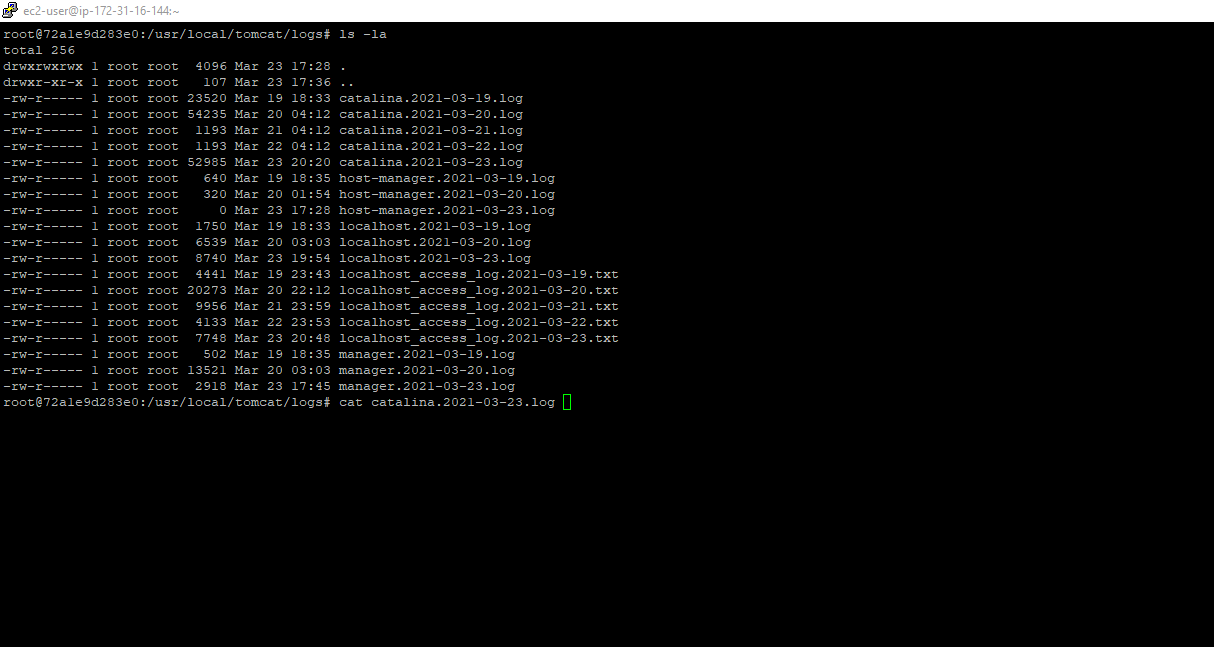 ec2-user@ip-172-31-16-144:~
root@72a1e9d283e0:/usr/local/tomcat/logs# ls -la
total 256
drwxrwxrwx 1 root root  4096 Mar 23 17:28 .
drwxr-xr-x 1 root root   107 Mar 23 17:36 ..
-rw-r----- 1 root root 23520 Mar 19 18:33 catalina.2021-03-19.log
-rw-r----- 1 root root 54235 Mar 20 04:12 catalina.2021-03-20.log
-rw-r----- 1 root root  1193 Mar 21 04:12 catalina.2021-03-21.log
-rw-r----- 1 root root  1193 Mar 22 04:12 catalina.2021-03-22.log
-rw-r----- 1 root root 52985 Mar 23 20:20 catalina.2021-03-23.log
-rw-r----- 1 root root   640 Mar 19 18:35 host-manager.2021-03-19.log
-rw-r----- 1 root root   320 Mar 20 01:54 host-manager.2021-03-20.log
-rw-r----- 1 root root     0 Mar 23 17:28 host-manager.2021-03-23.log
-rw-r----- 1 root root  1750 Mar 19 18:33 localhost.2021-03-19.log
-rw-r----- 1 root root  6539 Mar 20 03:03 localhost.2021-03-20.log
-rw-r----- 1 root root  8740 Mar 23 19:54 localhost.2021-03-23.log
-rw-r----- 1 root root  4441 Mar 19 23:43 localhost_access_log.2021-03-19.txt
-rw-r----- 1 root root 20273 Mar 20 22:12 localhost_access_log.2021-03-20.txt
-rw-r----- 1 root root  9956 Mar 21 23:59 localhost_access_log.2021-03-21.txt
-rw-r----- 1 root root  4133 Mar 22 23:53 localhost_access_log.2021-03-22.txt
-rw-r----- 1 root root  7748 Mar 23 20:48 localhost_access_log.2021-03-23.txt
-rw-r----- 1 root root   502 Mar 19 18:35 manager.2021-03-19.log
-rw-r----- 1 root root 13521 Mar 20 03:03 manager.2021-03-20.log
-rw-r----- 1 root root  2918 Mar 23 17:45 manager.2021-03-23.log
root@72a1e9d283e0:/usr/local/tomcat/logs# cat catalina.2021-03-23.log